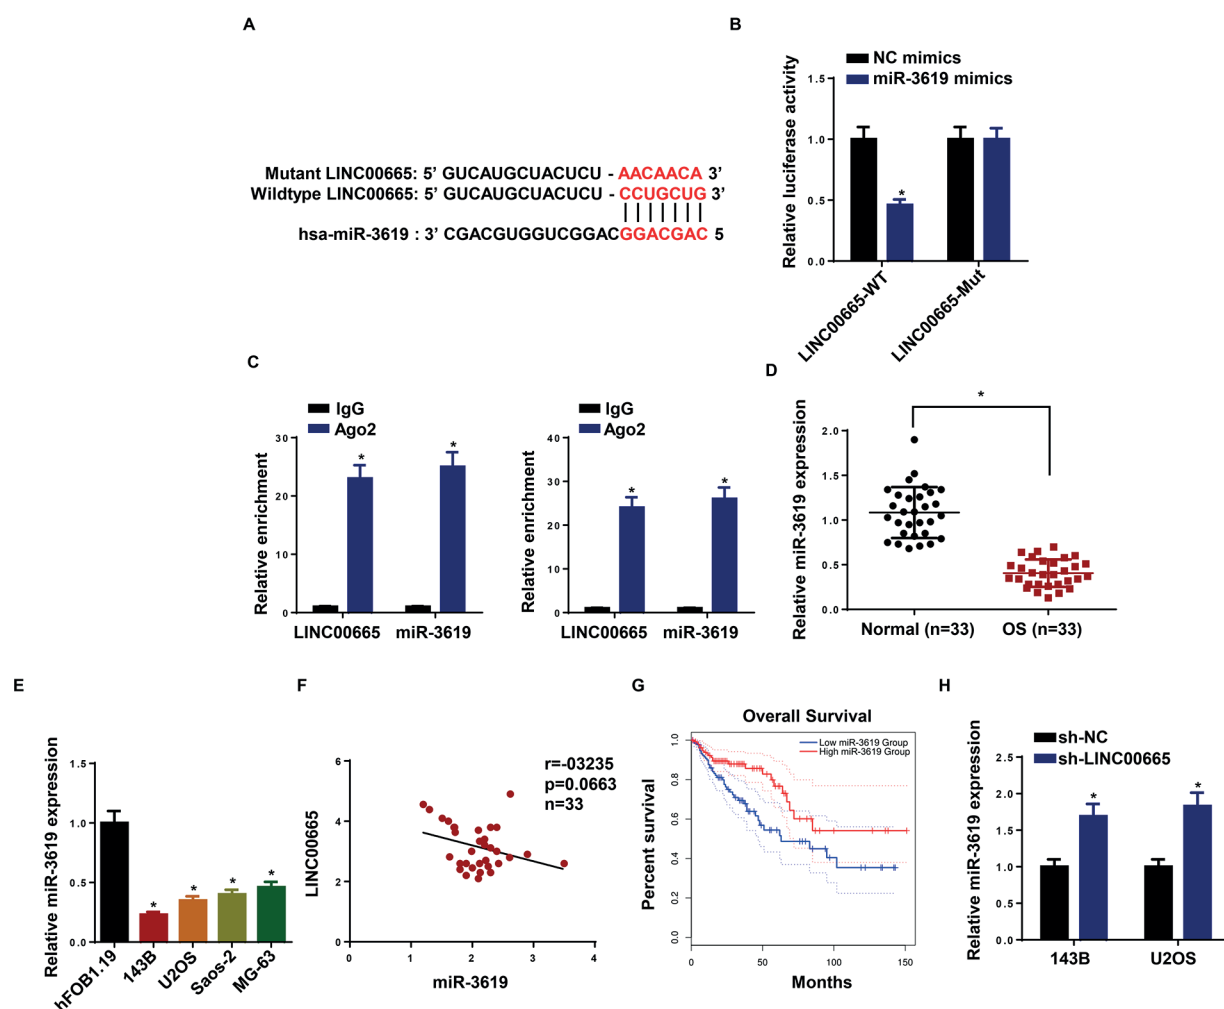 A
Mutant LINC00665: 5' GUCAUGCUACUCU - AACAACA 3'
Wildtype LINC00665: 5' GUCAUGCUACUCU - CCUGCUG 3'
hsa-miR-3619 : 3' CGACGUGGUCGGACGGACGAC 5
B
NC mimics
miR-3619 mimics
Relative luciferase activity
1.5
1.0
0.5
0.0
LINC00665-WT
LINC00665-Mut
*
C
IgG
Ago2
Relative enrichment
30
20
10
0
*
*
LINC00665
miR-3619
IgG
Ago2
Relative enrichment
40
30
20
10
0
*
*
LINC00665
miR-3619
D
*
Relative miR-3619 expression
2.0
1.5
1.0
0.5
0.0
Normal (n=33)
OS (n=33)
E
Relative miR-3619 expression
1.5
1.0
0.5
0.0
*
*
*
*
hFOB1.19
143B
U2OS
Saos-2
MG-63
F
r=-03235
p=0.0663
n=33
LINC00665
6
4
2
0
0
1
2
3
4
miR-3619
G
Overall Survival
Low miR-3619 Group
High miR-3619 Group
Percent survival
1.0
0.8
0.6
0.4
0.2
0.0
0
50
100
150
Months
H
sh-NC
sh-LINC00665
Relative miR-3619 expression
2.5
2.0
1.5
1.0
0.5
0.0
*
*
143B
U2OS